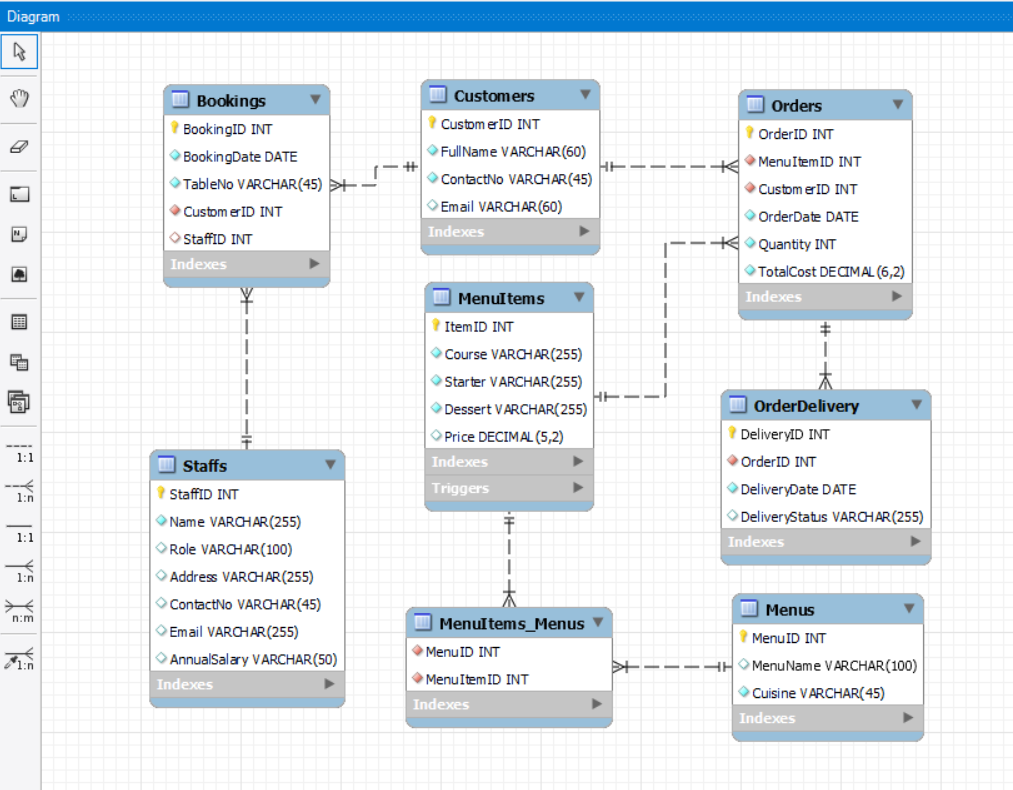 Diagram
1:1
1:n
1:1
1:n
n:m
1:n
Bookings
BookingID INT
BookingDate DATE
TableNo VARCHAR(45)
CustomerID INT
StaffID INT
Indexes
Customers
CustomerID INT
FullName VARCHAR(60)
ContactNo VARCHAR(45)
Email VARCHAR(60)
Indexes
Orders
OrderID INT
MenuItemID INT
CustomerID INT
OrderDate DATE
Quantity INT
TotalCost DECIMAL(6,2)
Indexes
MenuItems
ItemID INT
Course VARCHAR(255)
Starter VARCHAR(255)
Dessert VARCHAR(255)
Price DECIMAL(5,2)
Indexes
Triggers
OrderDelivery
DeliveryID INT
OrderID INT
DeliveryDate DATE
DeliveryStatus VARCHAR(255)
Indexes
Staffs
StaffID INT
Name VARCHAR(255)
Role VARCHAR(100)
Address VARCHAR(255)
ContactNo VARCHAR(45)
Email VARCHAR(255)
AnnualSalary VARCHAR(50)
Indexes
MenuItems_Menus
MenuID INT
MenuItemID INT
Indexes
Menus
MenuID INT
MenuName VARCHAR(100)
Cuisine VARCHAR(45)
Indexes